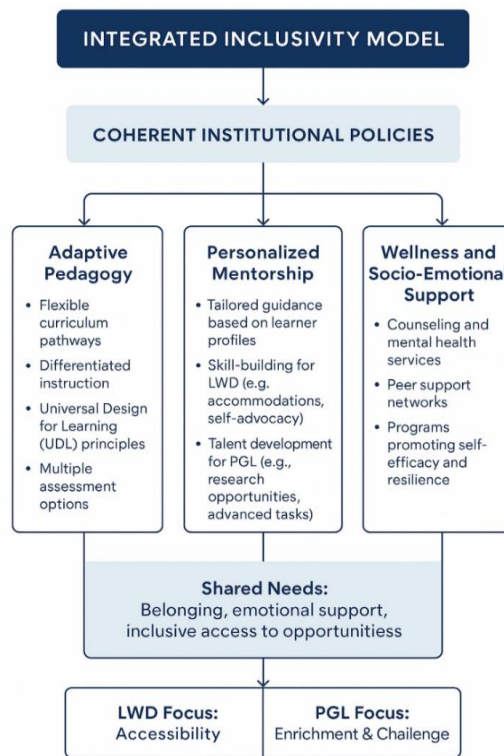 INTEGRATED INCLUSIVITY MODEL
COHERENT INSTITUTIONAL POLICIES
Adaptive
Pedagogy
• Flexible
curriculum
pathways
• Differentiated
instruction
• Universal Design
for Learning
(UDL) principles
• Multiple
assessment
options
Personalized
Mentorship
• Tailored guidance
based on learner
profiles
• Skill-building for
LWD (e.g.
accommodations,
self-advocacy)
• Talent development
for PGL (e.g.,
research
opportunities,
advanced tasks)
Wellness and
Socio-Emotional
Support
• Counseling and
mental health
services
• Peer support
networks
• Programs
promoting self-
efficacy and
resilience
Shared Needs:
Belonging, emotional support,
inclusive access to opportunitiess
LWD Focus:
Accessibility
PGL Focus:
Enrichment & Chailenge